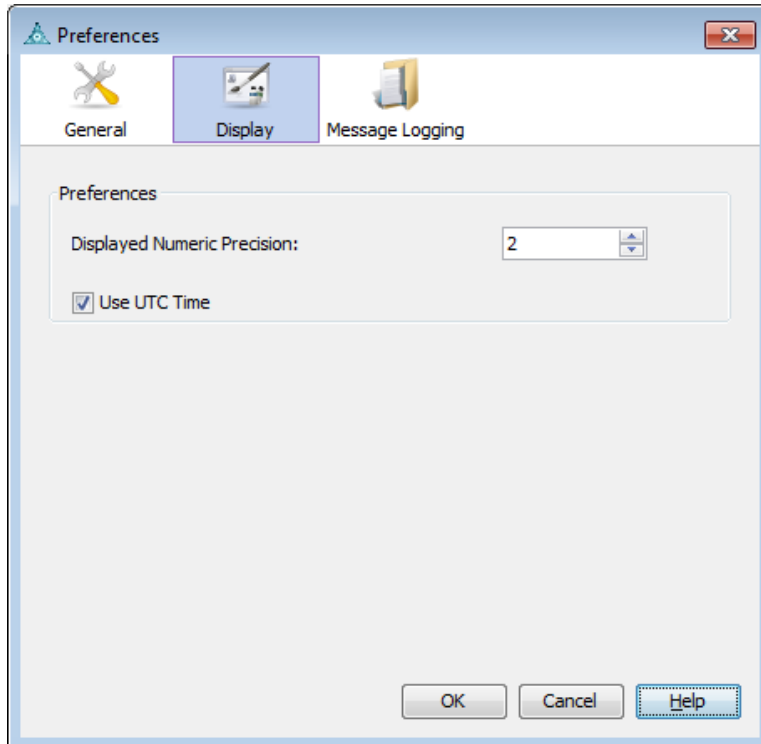 Preferences
General Display Message Logging
Preferences
Displayed Numeric Precision: 2
Use UTC Time
OK Cancel Help